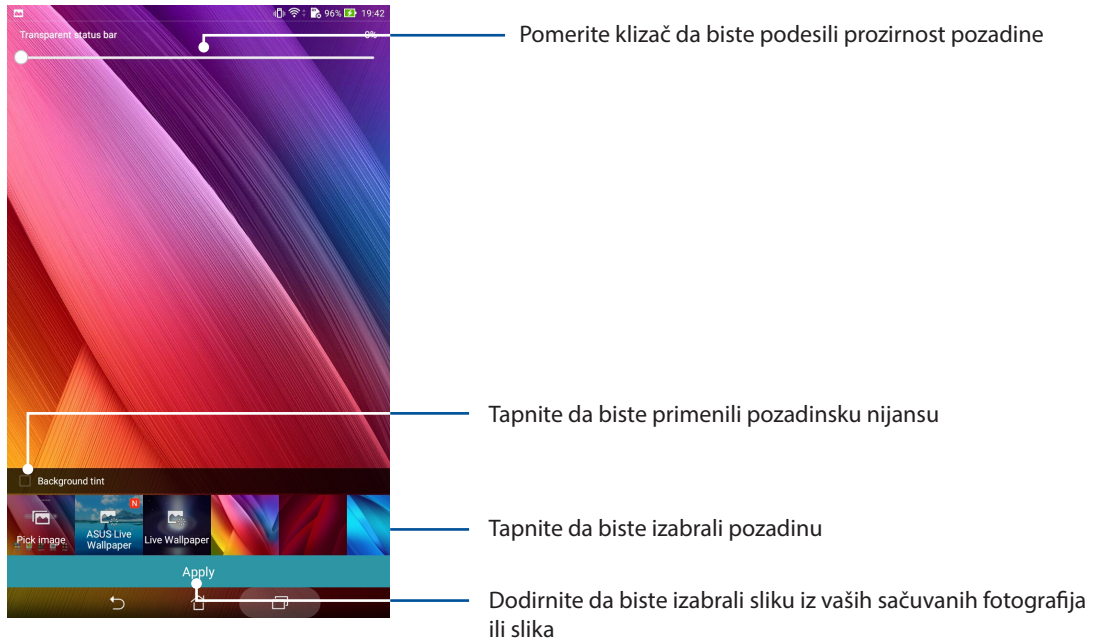 96% 19:42
Transparent status bar 0%
Pomerite klizač da biste podesili prozirnost pozadine
Tapnite da biste primenili pozadinsku nijansu
Background tint
N
Pick image
ASUS Live
Wallpaper
Live Wallpaper
Tapnite da biste izabrali pozadinu
Apply
Dodirnite da biste izabrali sliku iz vaših sačuvanih fotografija
ili slika